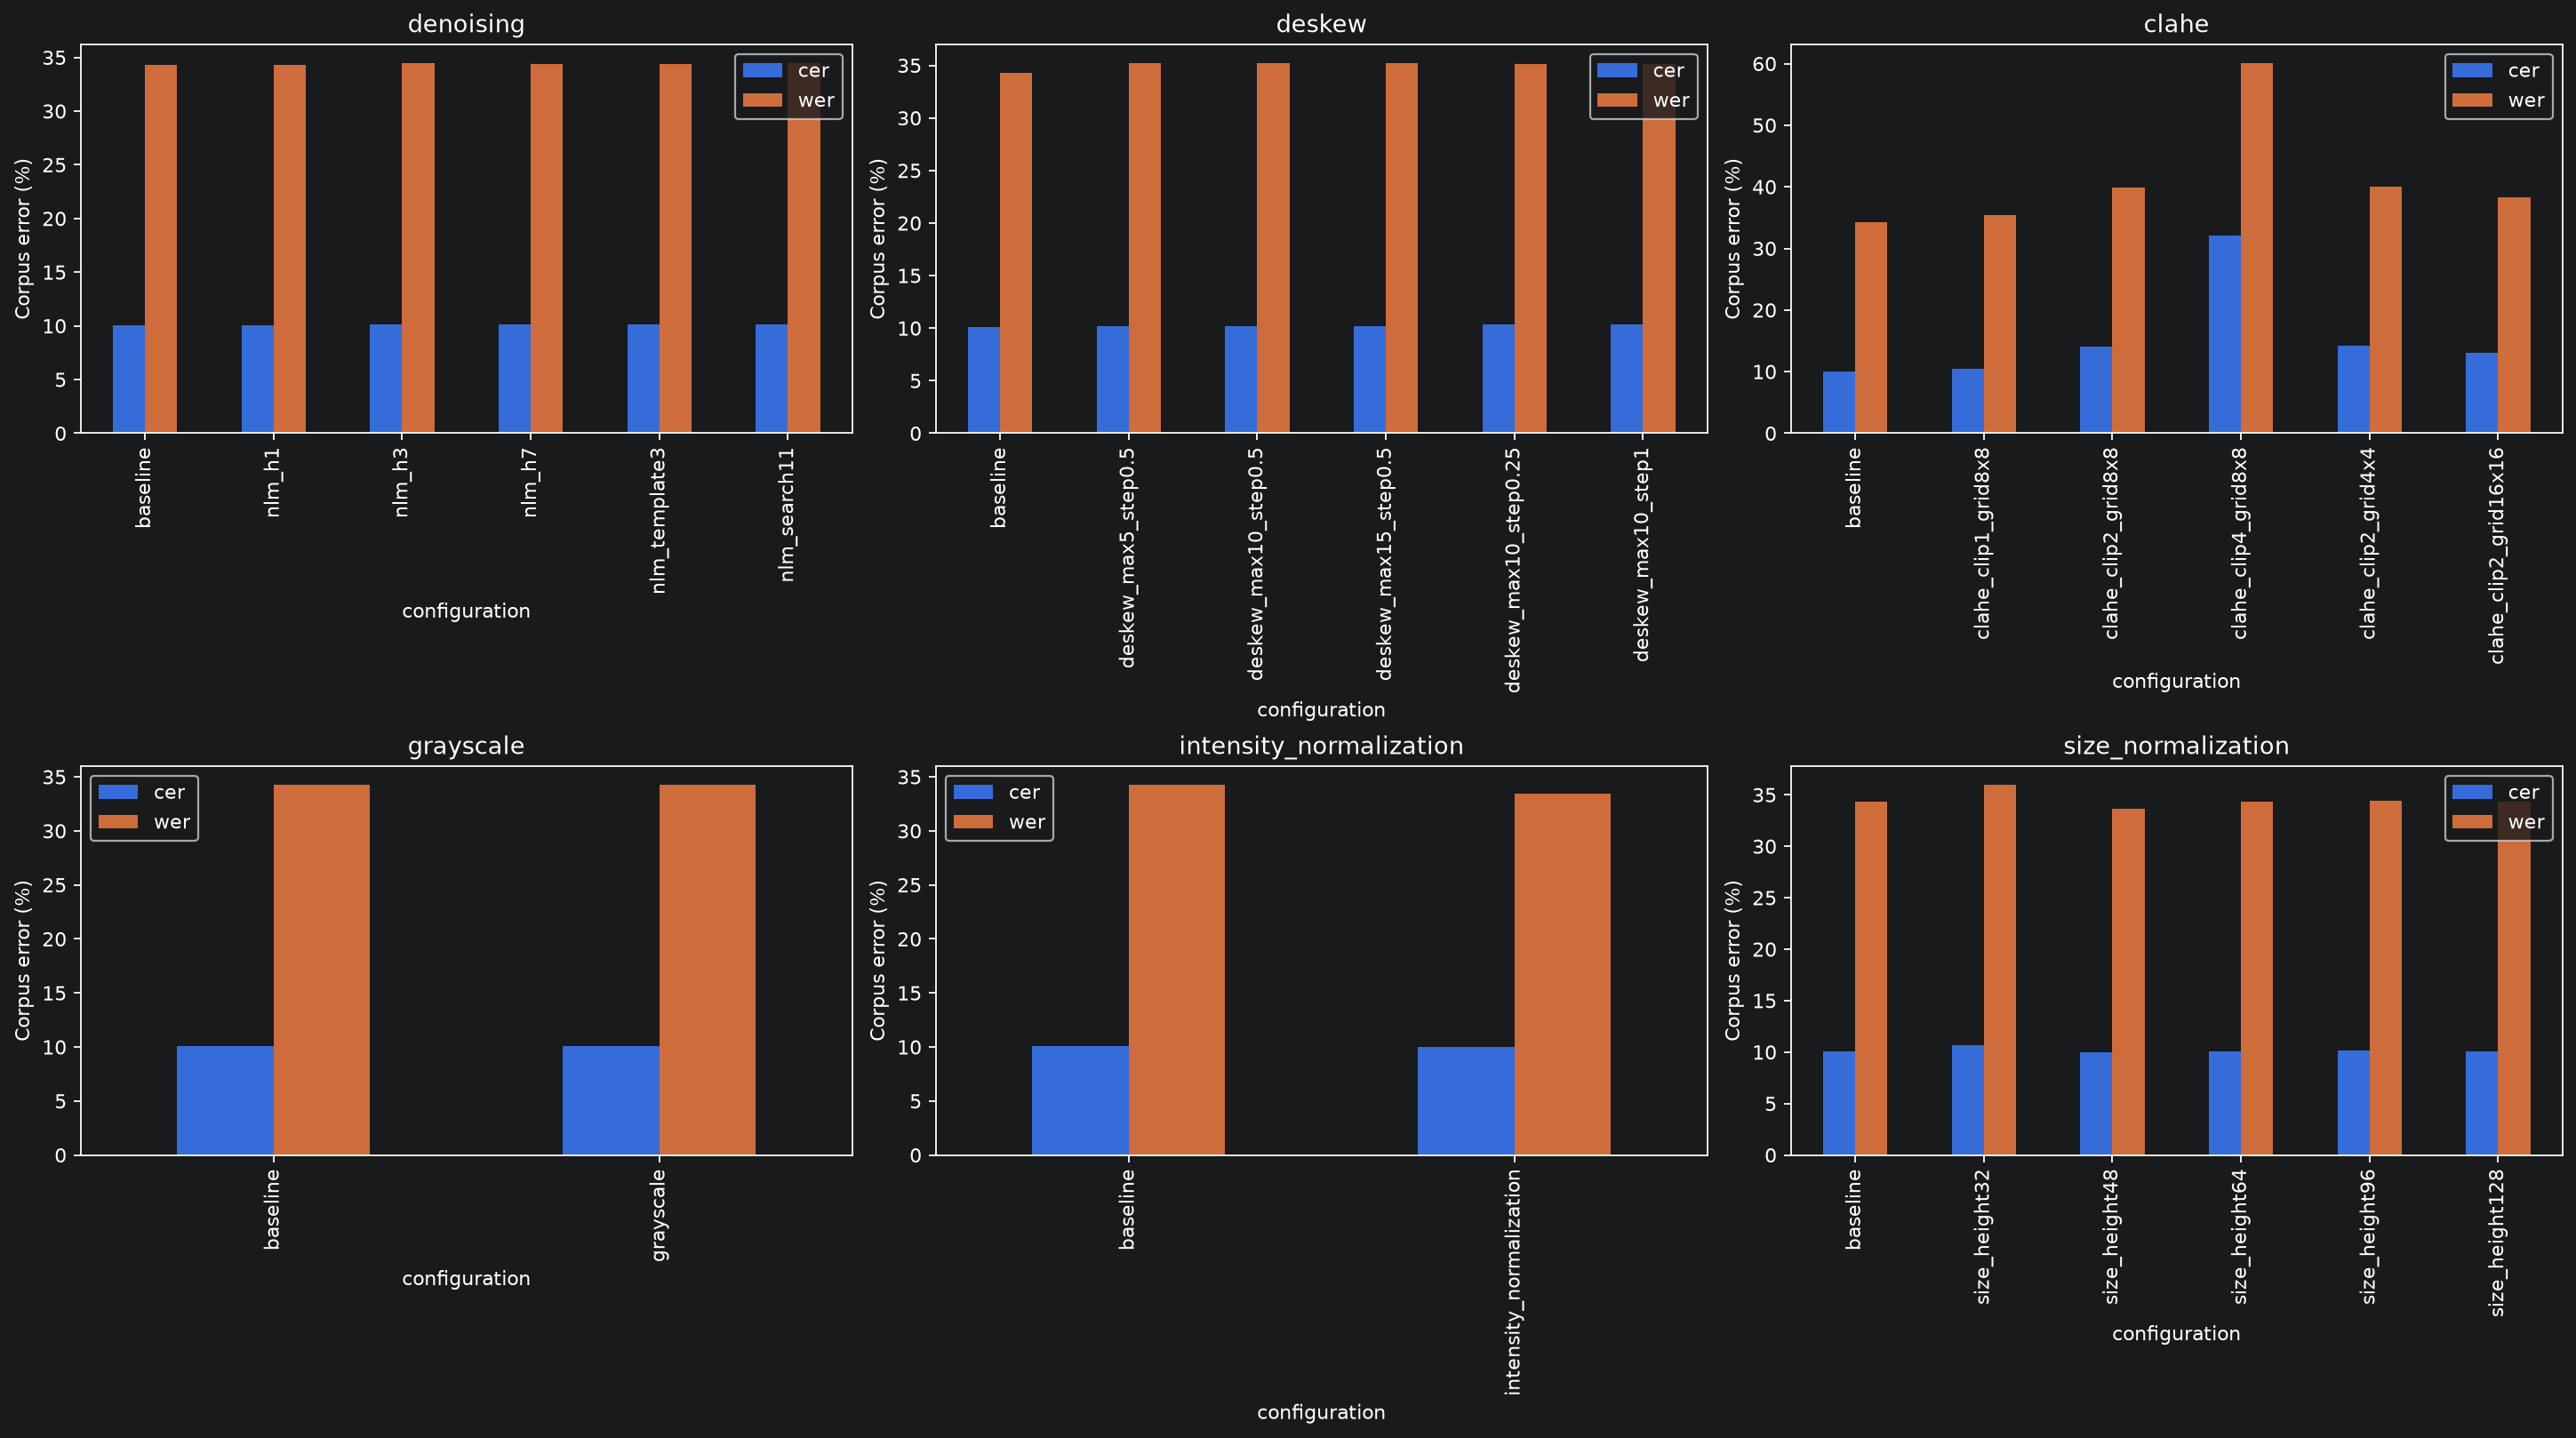 denoising
35
30
25
20
15
10
5
0
Corpus error (%)
cer
wer
baseline
nlm_h1
nlm_h3
nlm_h7
nlm_template3
nlm_search11
configuration
deskew
35
30
25
20
15
10
5
0
Corpus error (%)
cer
wer
baseline
deskew_max5_step0.5
deskew_max10_step0.5
deskew_max15_step0.5
deskew_max10_step0.25
deskew_max10_step1
configuration
clahe
60
50
40
30
20
10
0
Corpus error (%)
cer
wer
baseline
clahe_clip1_grid8x8
clahe_clip2_grid8x8
clahe_clip4_grid8x8
clahe_clip2_grid4x4
clahe_clip2_grid16x16
configuration
grayscale
35
30
25
20
15
10
5
0
Corpus error (%)
cer
wer
baseline
grayscale
configuration
intensity_normalization
35
30
25
20
15
10
5
0
Corpus error (%)
cer
wer
baseline
intensity_normalization
configuration
size_normalization
35
30
25
20
15
10
5
0
Corpus error (%)
cer
wer
baseline
size_height32
size_height48
size_height64
size_height96
size_height128
configuration